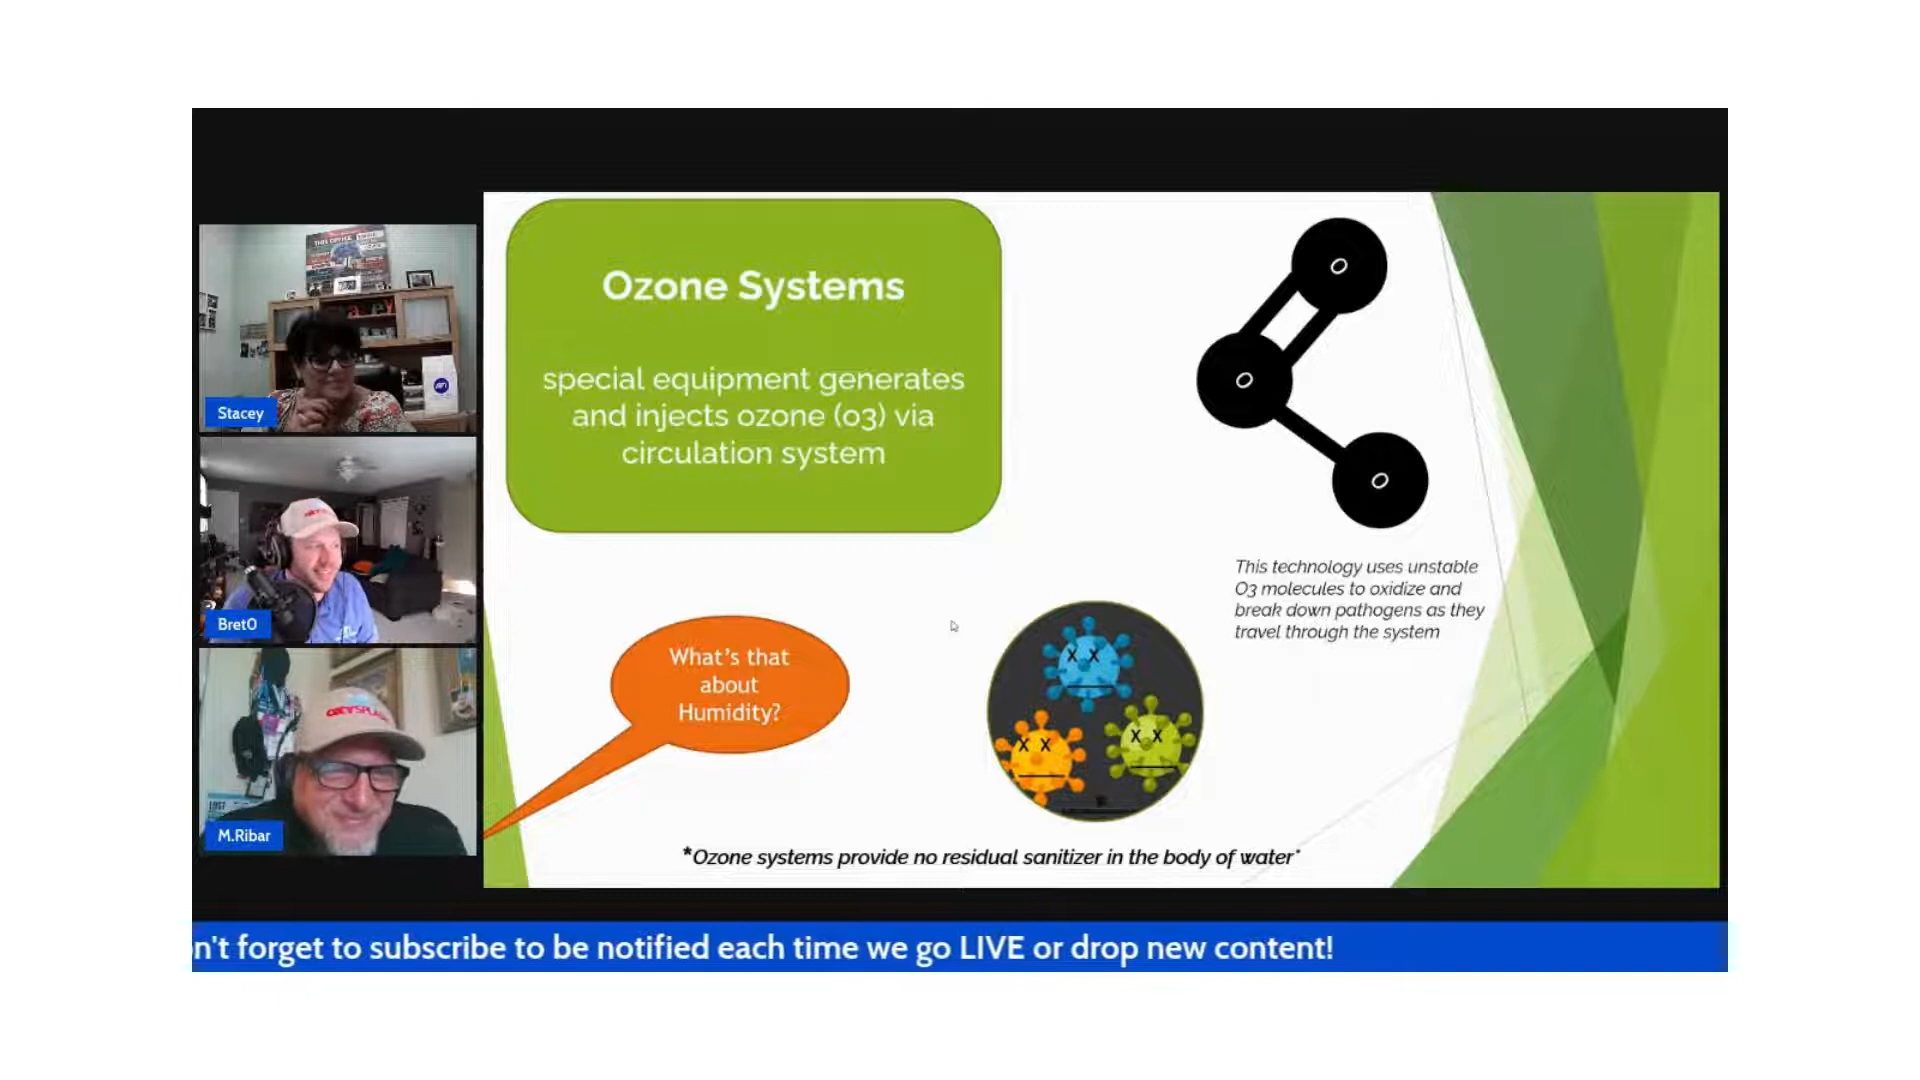 Ozone Systems
special equipment generates
and injects ozone (o3) via
circulation system
O
O
O
This technology uses unstable
O3 molecules to oxidize and
break down pathogens as they
travel through the system
What's that
about
Humidity?
X X
X X
X X
*Ozone systems provide no residual sanitizer in the body of water*
THIS OFFICE
Stacey
BretO
M.Ribar
n't forget to subscribe to be notified each time we go LIVE or drop new content!